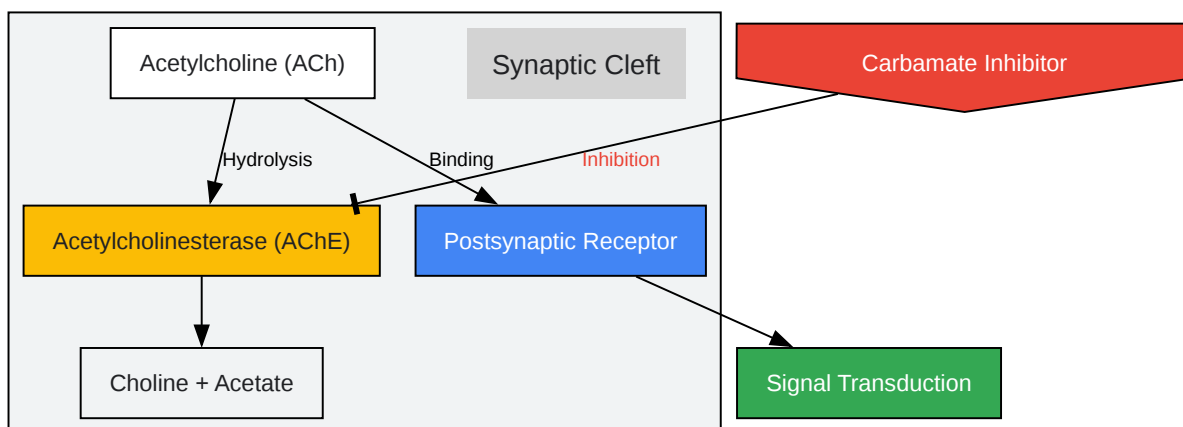 Acetylcholine (ACh)
Synaptic Cleft
Carbamate Inhibitor
Hydrolysis
Binding
Inhibition
Acetylcholinesterase (AChE)
Postsynaptic Receptor
Choline + Acetate
Signal Transduction